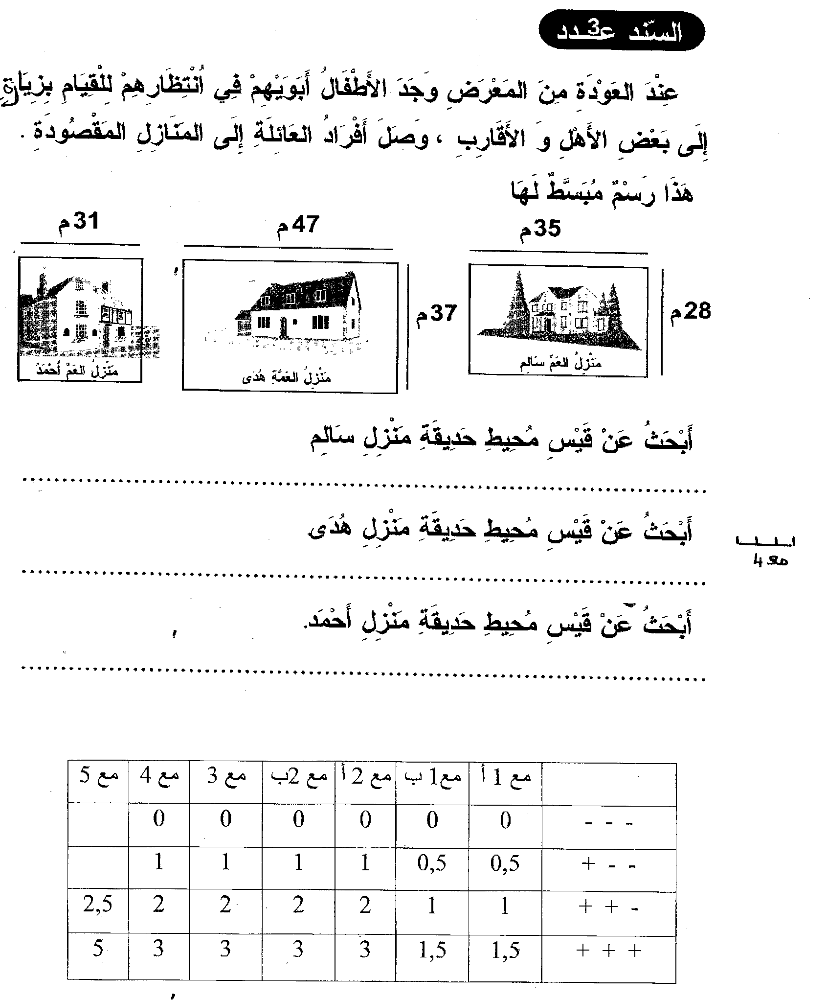 السنّد عـ3ـدد
عِنْدَ العَوْدَةِ مِنَ المَعْرَضِ وَجَدَ الأَطْفَالُ أَبَوَيْهِمْ فِي اُنْتِظَارِهِمْ لِلْقِيَامِ بِزِيَارَةِ
إِلَى بَعْضِ الأَهْلِ وَ الأَقَارِبِ ، وَصَلَ أَفْرَادُ العَائِلَةِ إِلَى المَنَازِلِ المَقْصُودَةِ .
هَذَا رَسْمٌ مُبَسَّطٌ لَهَا
35م 47م 31م
28م 37م
مَنْزِلُ العَمِّ سَالِمِ مَنْزِلُ العَمَّةِ هُدَى مَنْزِلُ العَمِّ أَحْمَدُ
أَبْحَثُ عَنْ قَيْسِ مُحِيطِ حَدِيقَةِ مَنْزِلِ سَالِمِ
أَبْحَثُ عَنْ قَيْسِ مُحِيطِ حَدِيقَةِ مَنْزِلِ هُدَى
مع 4
أَبْحَثُ عَنْ قَيْسِ مُحِيطِ حَدِيقَةِ مَنْزِلِ أَحْمَد.
مع 1 أ مع1 ب مع 2 أ مع 2ب مع 3 مع 4 مع 5
- - - 0 0 0 0 0 0
- - + 0,5 0,5 1 1 1 1
- + + 1 1 2 2 2 2 2,5
+ + + 1,5 1,5 3 3 3 3 5